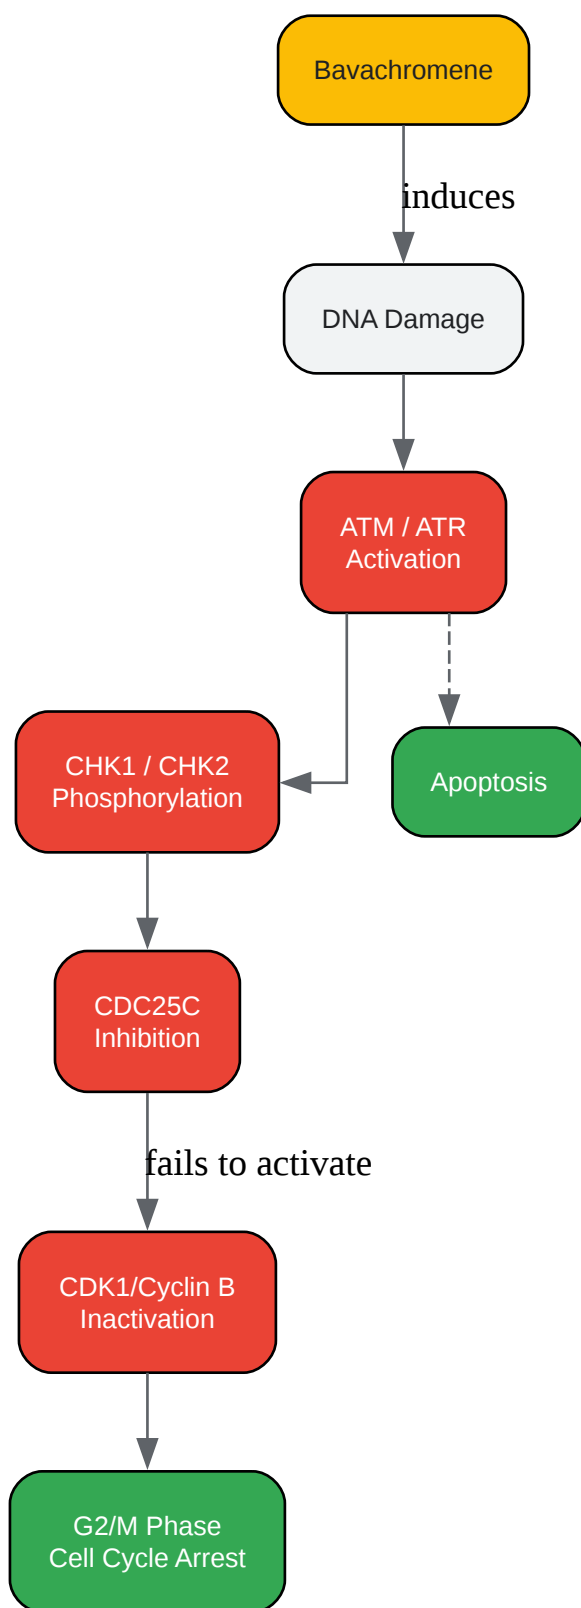 Bavachromene
induces
DNA Damage
ATM / ATR
Activation
CHK1 / CHK2
Phosphorylation
Apoptosis
CDC25C
Inhibition
fails to activate
CDK1/Cyclin B
Inactivation
G2/M Phase
Cell Cycle Arrest